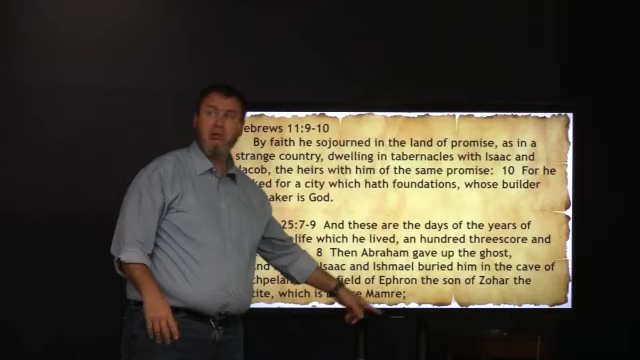 ebrews 11:9-10
By faith he sojourned in the land of promise, as in a
strange country, dwelling in tabernacles with Isaac and
Jacob, the heirs with him of the same promise: 10 For he
ked for a city which hath foundations, whose builder
aker is God.
25:7-9 And these are the days of the years of
life which he lived, an hundred threescore and
8 Then Abraham gave up the ghost,
Isaac and Ishmael buried him in the cave of
field of Ephron the son of Zohar the
tite, which is Mamre;